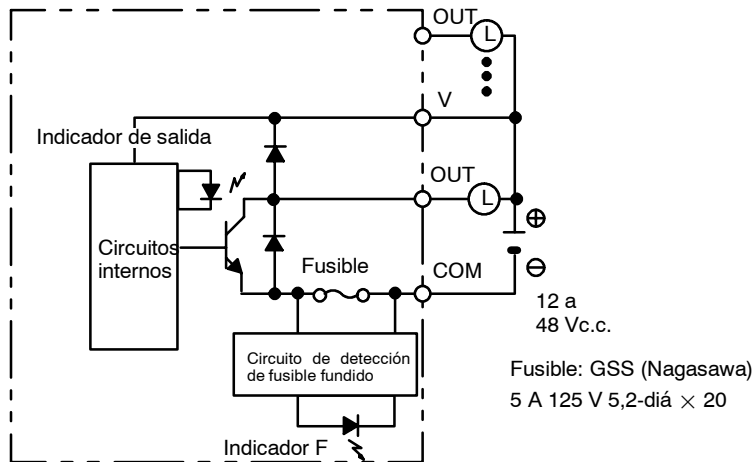 OUT
L
V
Indicador de salida
OUT
L
Circuitos
internos
Fusible
COM
12 a
48 Vc.c.
Circuito de detección
de fusible fundido
Fusible: GSS (Nagasawa)
5 A 125 V 5,2-diá × 20
Indicador F